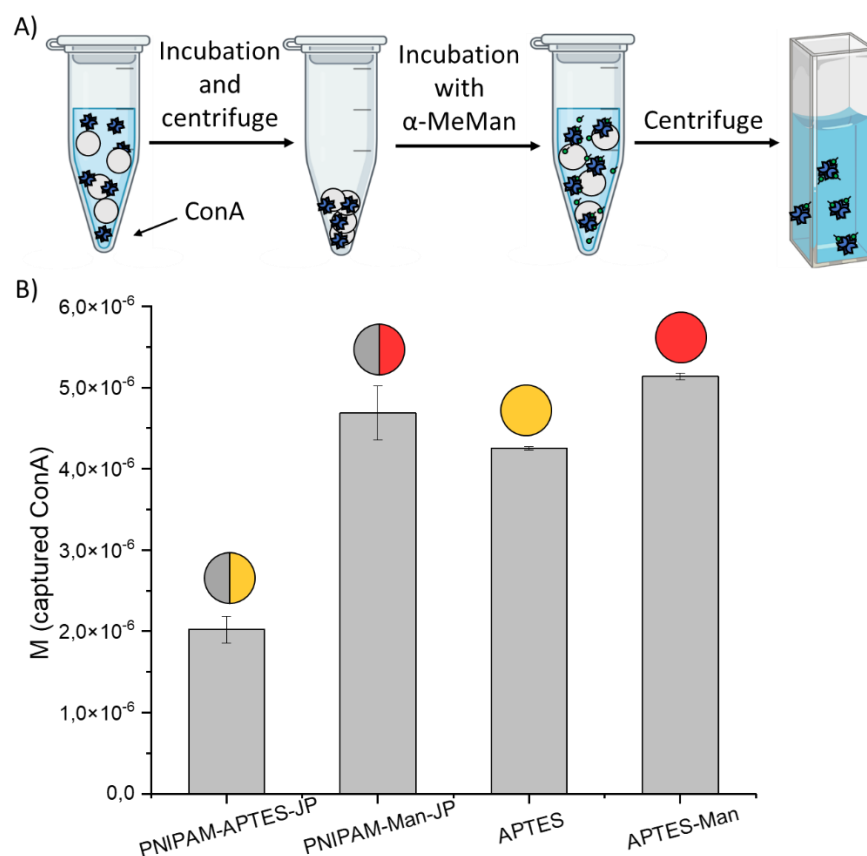 A)
Incubation
and
centrifuge
Incubation
with
α-MeMan
Centrifuge
ConA
B)
M (captured ConA)
6,0×10⁻⁶
5,0×10⁻⁶
4,0×10⁻⁶
3,0×10⁻⁶
2,0×10⁻⁶
1,0×10⁻⁶
0,0
PNIPAM-APTES-JP
PNIPAM-Man-JP
APTES
APTES-Man